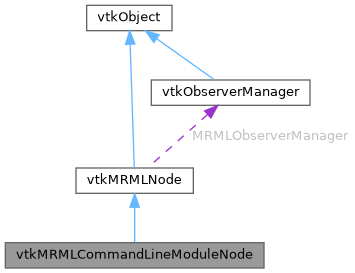 vtkObject
vtkObserverManager
MRMLObserverManager
vtkMRMLNode
vtkMRMLCommandLineModuleNode